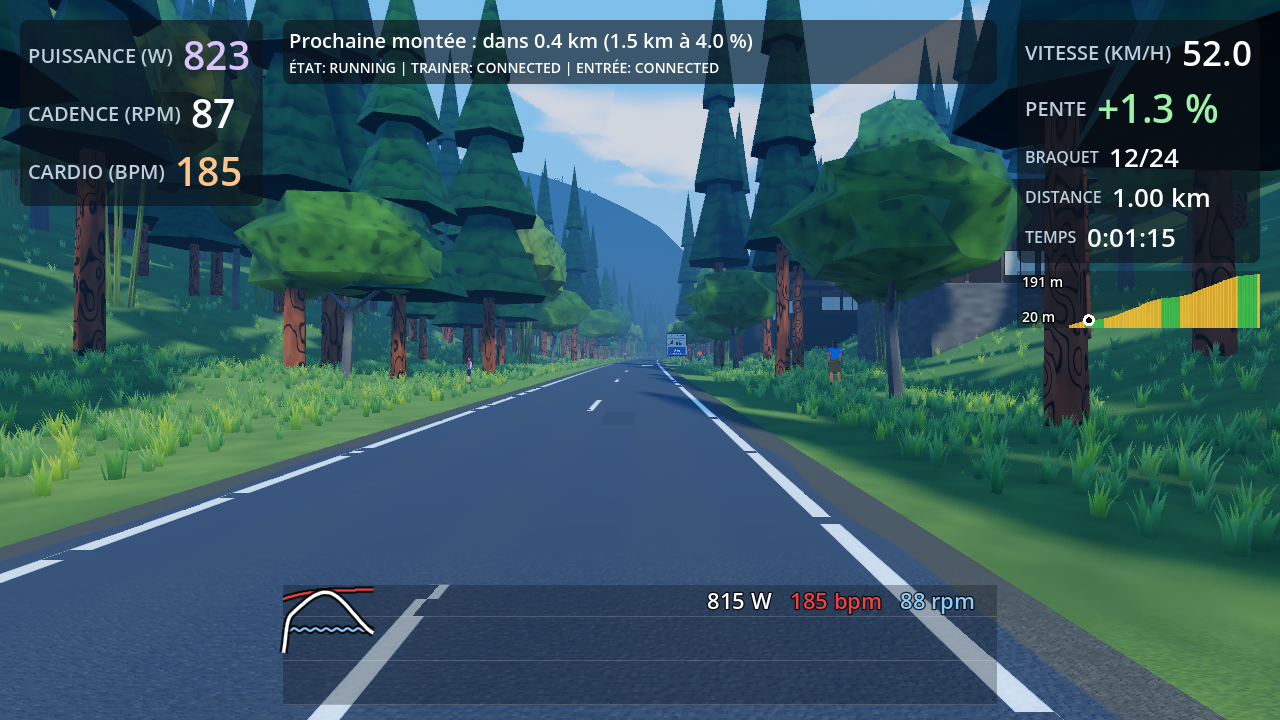 PUISSANCE (W) 823
CADENCE (RPM) 87
CARDIO (BPM) 185
Prochaine montée : dans 0.4 km (1.5 km à 4.0 %)
ÉTAT: RUNNING | TRAINER: CONNECTED | ENTRÉE: CONNECTED
VITESSE (KM/H) 52.0
PENTE +1.3 %
BRAQUET 12/24
DISTANCE 1.00 km
TEMPS 0:01:15
191 m
20 m
815 W 185 bpm 88 rpm